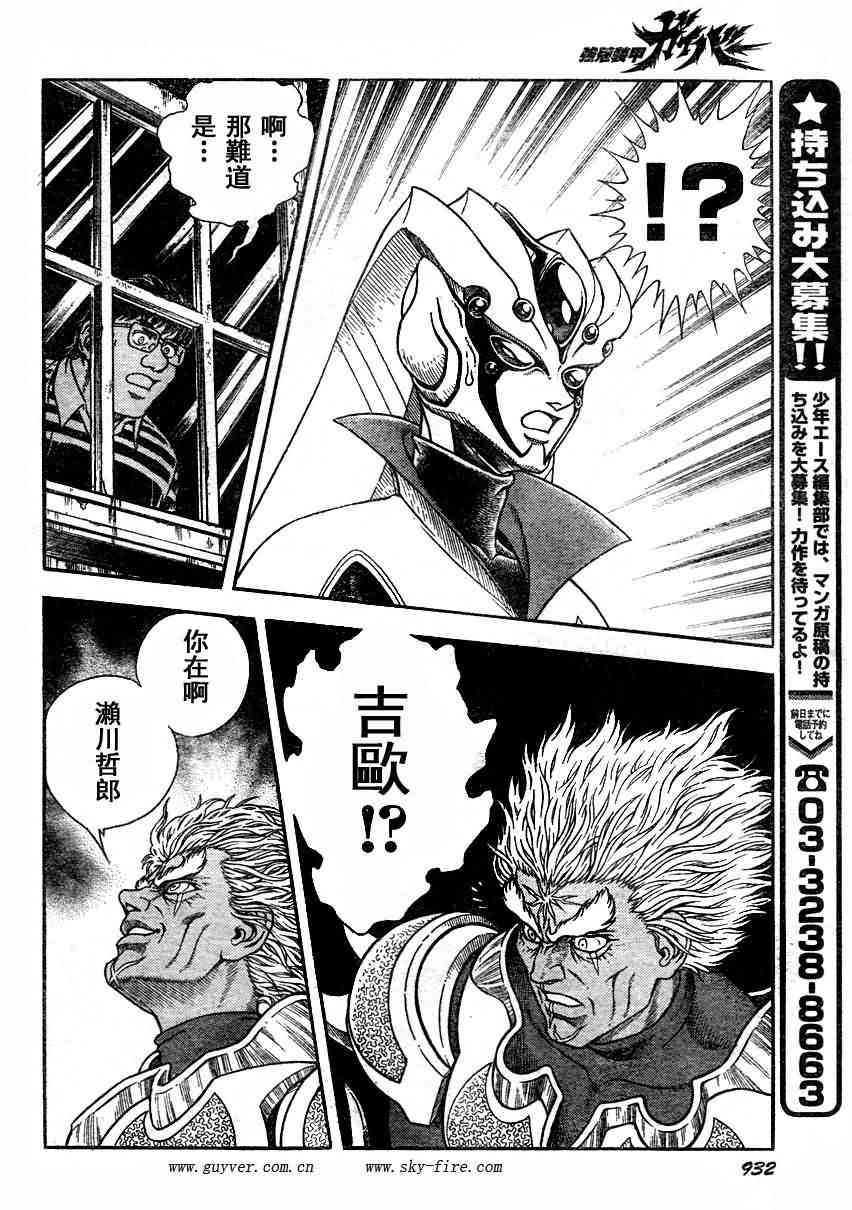 強殖装甲ガイバー
!?
啊…
那難道
是…
吉歐!?
你在啊
瀬川哲郎
★持ち込み大募集!!
少年エース編集部では、マンガ原稿の持
ち込みを大募集！力作を待ってるよ！
前日までに
電話予約
してね
☎03-3238-8663
www.guyver.com.cn
www.sky-fire.com
932